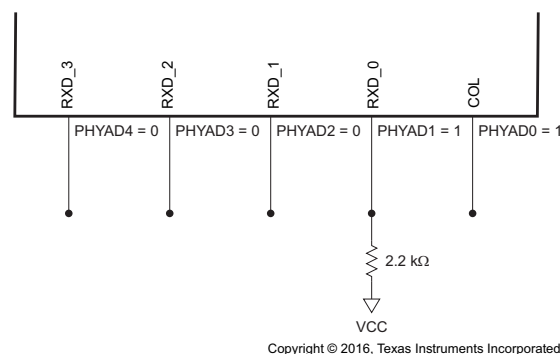 RXD_3
RXD_2
RXD_1
RXD_0
COL
PHYAD4 = 0
PHYAD3 = 0
PHYAD2 = 0
PHYAD1 = 1
PHYAD0 = 1
2.2 kΩ
VCC
Copyright © 2016, Texas Instruments Incorporated